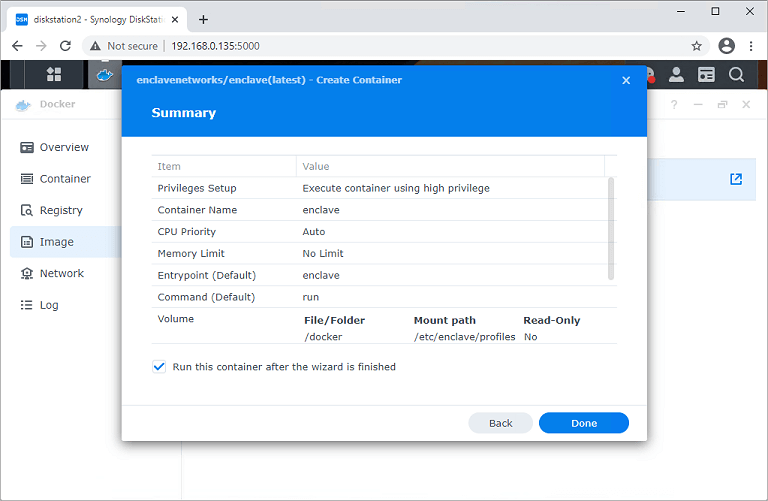 DSM diskstation2 - Synology DiskStati
Not secure 192.168.0.135:5000
Docker
Overview
Container
Registry
Image
Network
Log
enclavenetworks/enclave(latest) - Create Container
Summary
Item Value
Privileges Setup Execute container using high privilege
Container Name enclave
CPU Priority Auto
Memory Limit No Limit
Entrypoint (Default) enclave
Command (Default) run
Volume File/Folder Mount path Read-Only
/docker /etc/enclave/profiles No
Run this container after the wizard is finished
Back Done